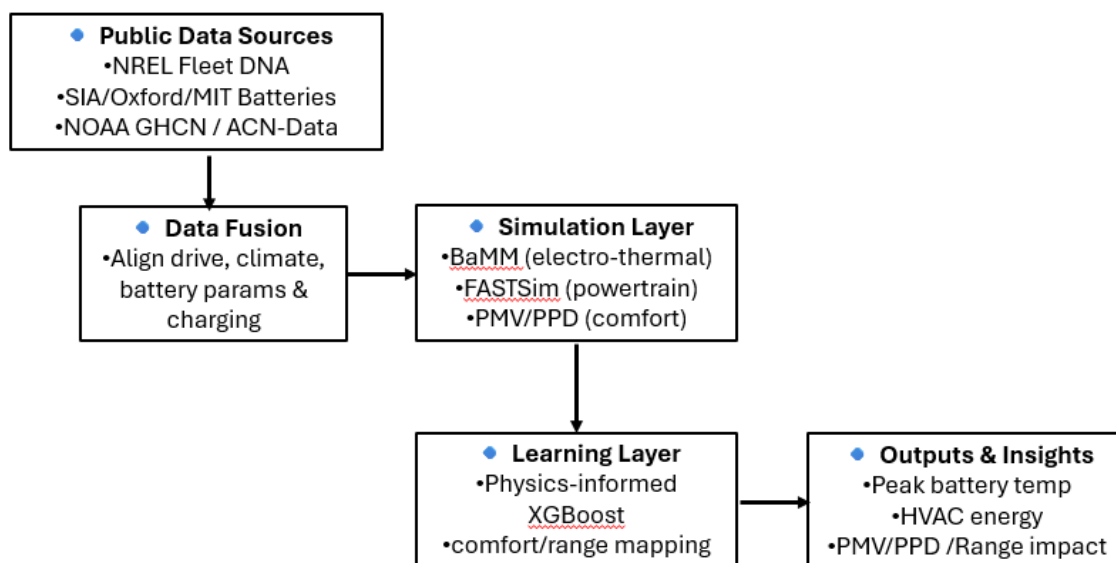 Public Data Sources
•NREL Fleet DNA
•SIA/Oxford/MIT Batteries
•NOAA GHCN / ACN-Data
Data Fusion
•Align drive, climate,
battery params &
charging
Simulation Layer
•BaMM (electro-thermal)
•FASTSim (powertrain)
•PMV/PPD (comfort)
Learning Layer
•Physics-informed
XGBoost
•comfort/range mapping
Outputs & Insights
•Peak battery temp
•HVAC energy
•PMV/PPD /Range impact